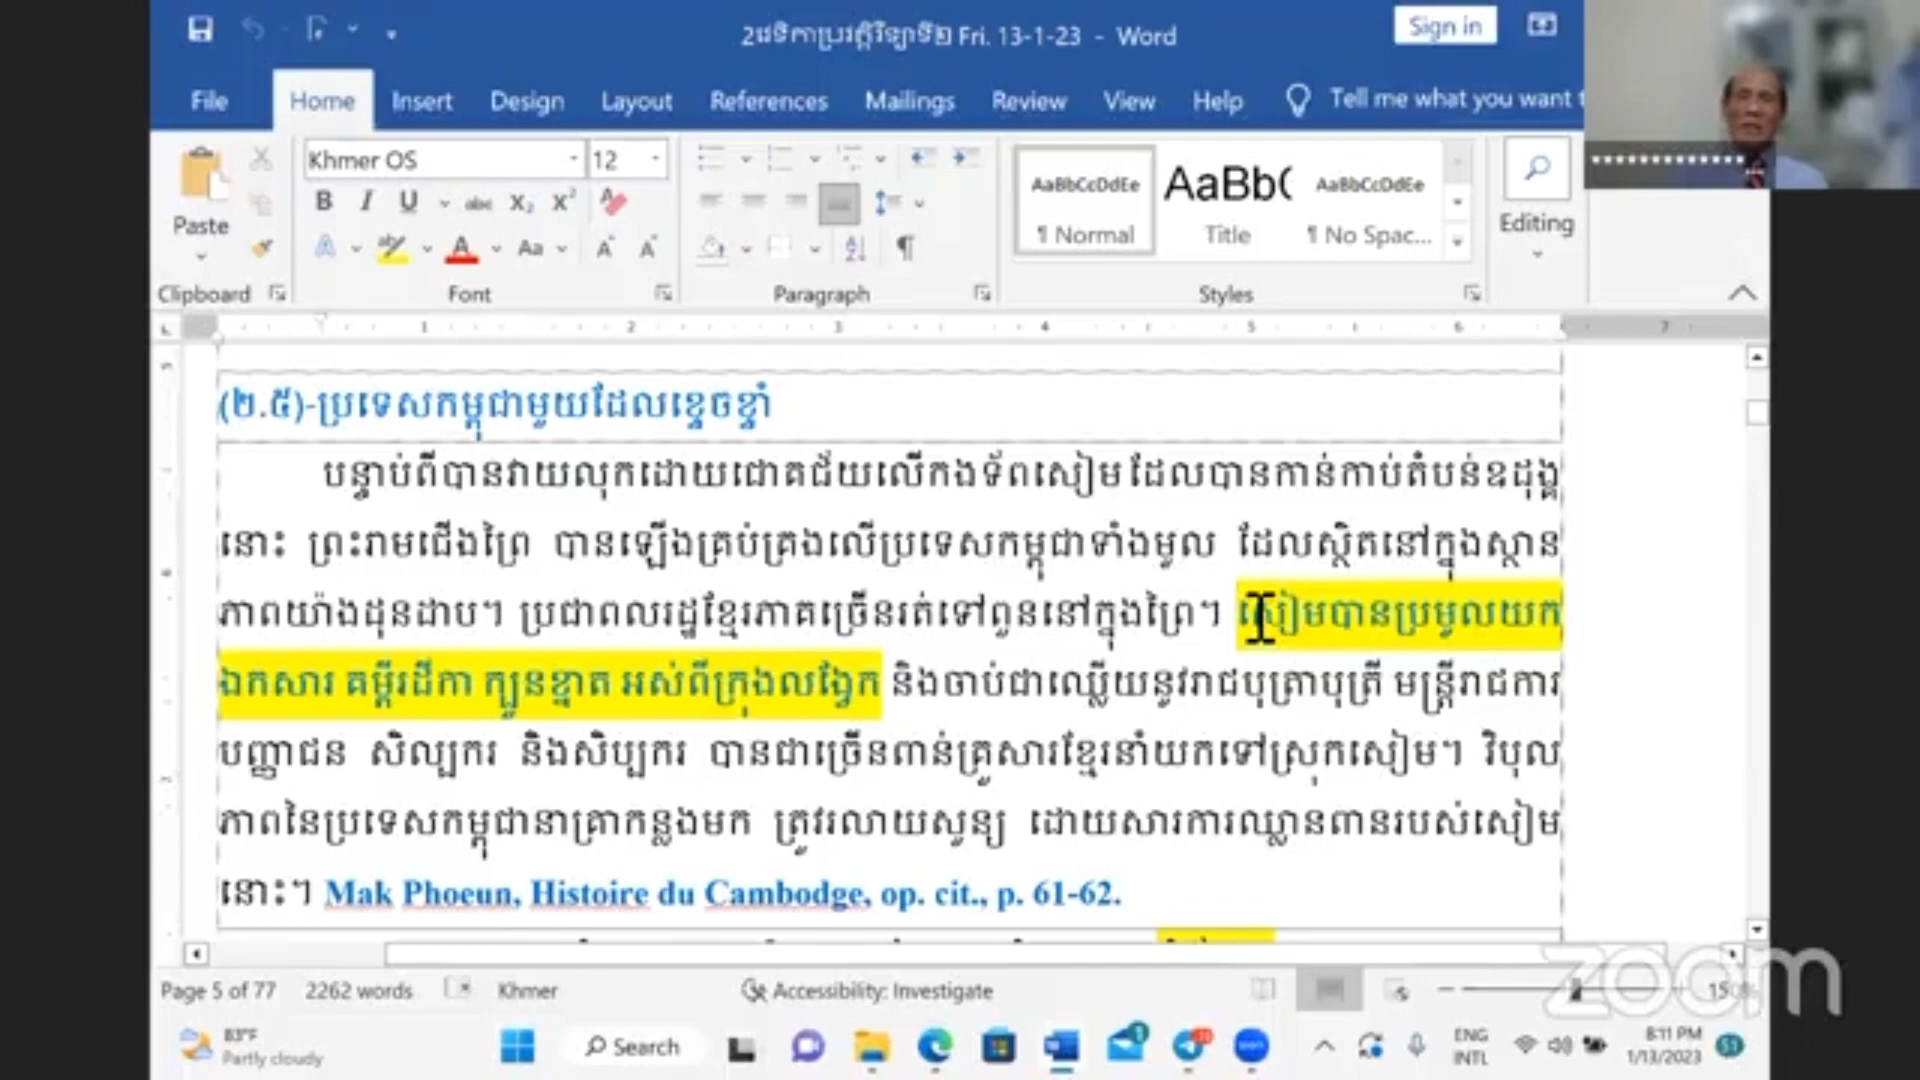 2វេទិកាប្រវត្តិវិទ្យាទី២ Fri. 13-1-23 - Word
Sign in
File Home Insert Design Layout References Mailings Review View Help Tell me what you want t
Paste
Khmer OS 12
AaBbCcDdEe AaBb( AaBbCcDdEe
¶ Normal Title ¶ No Spac...
Editing
Clipboard Font Paragraph Styles
1 2 3 4 5 6 7
(២.៥)-ប្រទេសកម្ពុជាមួយដែលខ្ទេចខ្ទាំ
បន្ទាប់ពីបានវាយលុកដោយជោគជ័យលើកងទ័ពសៀម ដែលបានកាន់កាប់តំបន់ឧដុង្គ
នោះ ព្រះរាមជើងព្រៃ បានឡើងគ្រប់គ្រងលើប្រទេសកម្ពុជាទាំងមូល ដែលស្ថិតនៅក្នុងស្ថាន
ភាពយ៉ាងដុនដាប។ ប្រជាពលរដ្ឋខ្មែរភាគច្រើនរត់ទៅពួននៅក្នុងព្រៃ។ សៀមបានប្រមូលយក
ឯកសារ គម្ពីរដីកា ក្បួនខ្នាត អស់ពីក្រុងលង្វែក និងចាប់ជាឈ្លើយនូវរាជបុត្រាបុត្រី មន្ត្រីរាជការ
បញ្ញាជន សិល្បករ និងសិប្បករ បានជាច្រើនពាន់គ្រួសារខ្មែរនាំយកទៅស្រុកសៀម។ វិបុល
ភាពនៃប្រទេសកម្ពុជានាគ្រាកន្លងមក ត្រូវរលាយសូន្យ ដោយសារការឈ្លានពានរបស់សៀម
នោះ។ Mak Phoeun, Histoire du Cambodge, op. cit., p. 61-62.
Page 5 of 77 2262 words Khmer Accessibility: Investigate 150%
zoom
83°F
Partly cloudy
Search
ENG
INTL
8:11 PM
1/13/2023
51